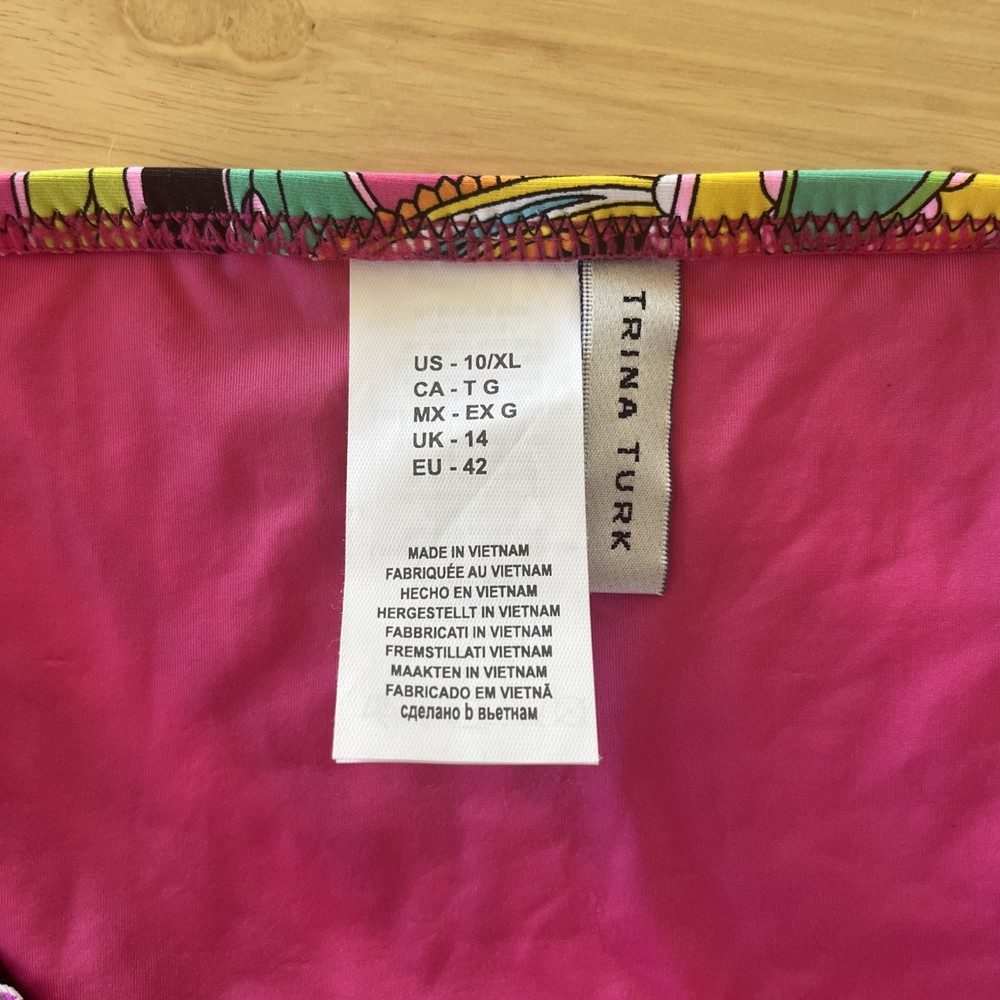 US - 10/XL
CA - T G
MX - EX G
UK - 14
EU - 42
MADE IN VIETNAM
FABRIQUÉE AU VIETNAM
HECHO EN VIETNAM
HERGESTELLT IN VIETNAM
FABBRICATI IN VIETNAM
FREMSTILLATI VIETNAM
MAAKTEN IN VIETNAM
FABRICADO EM VIETNÃ
сделано b вьетнам
TRINA TURK